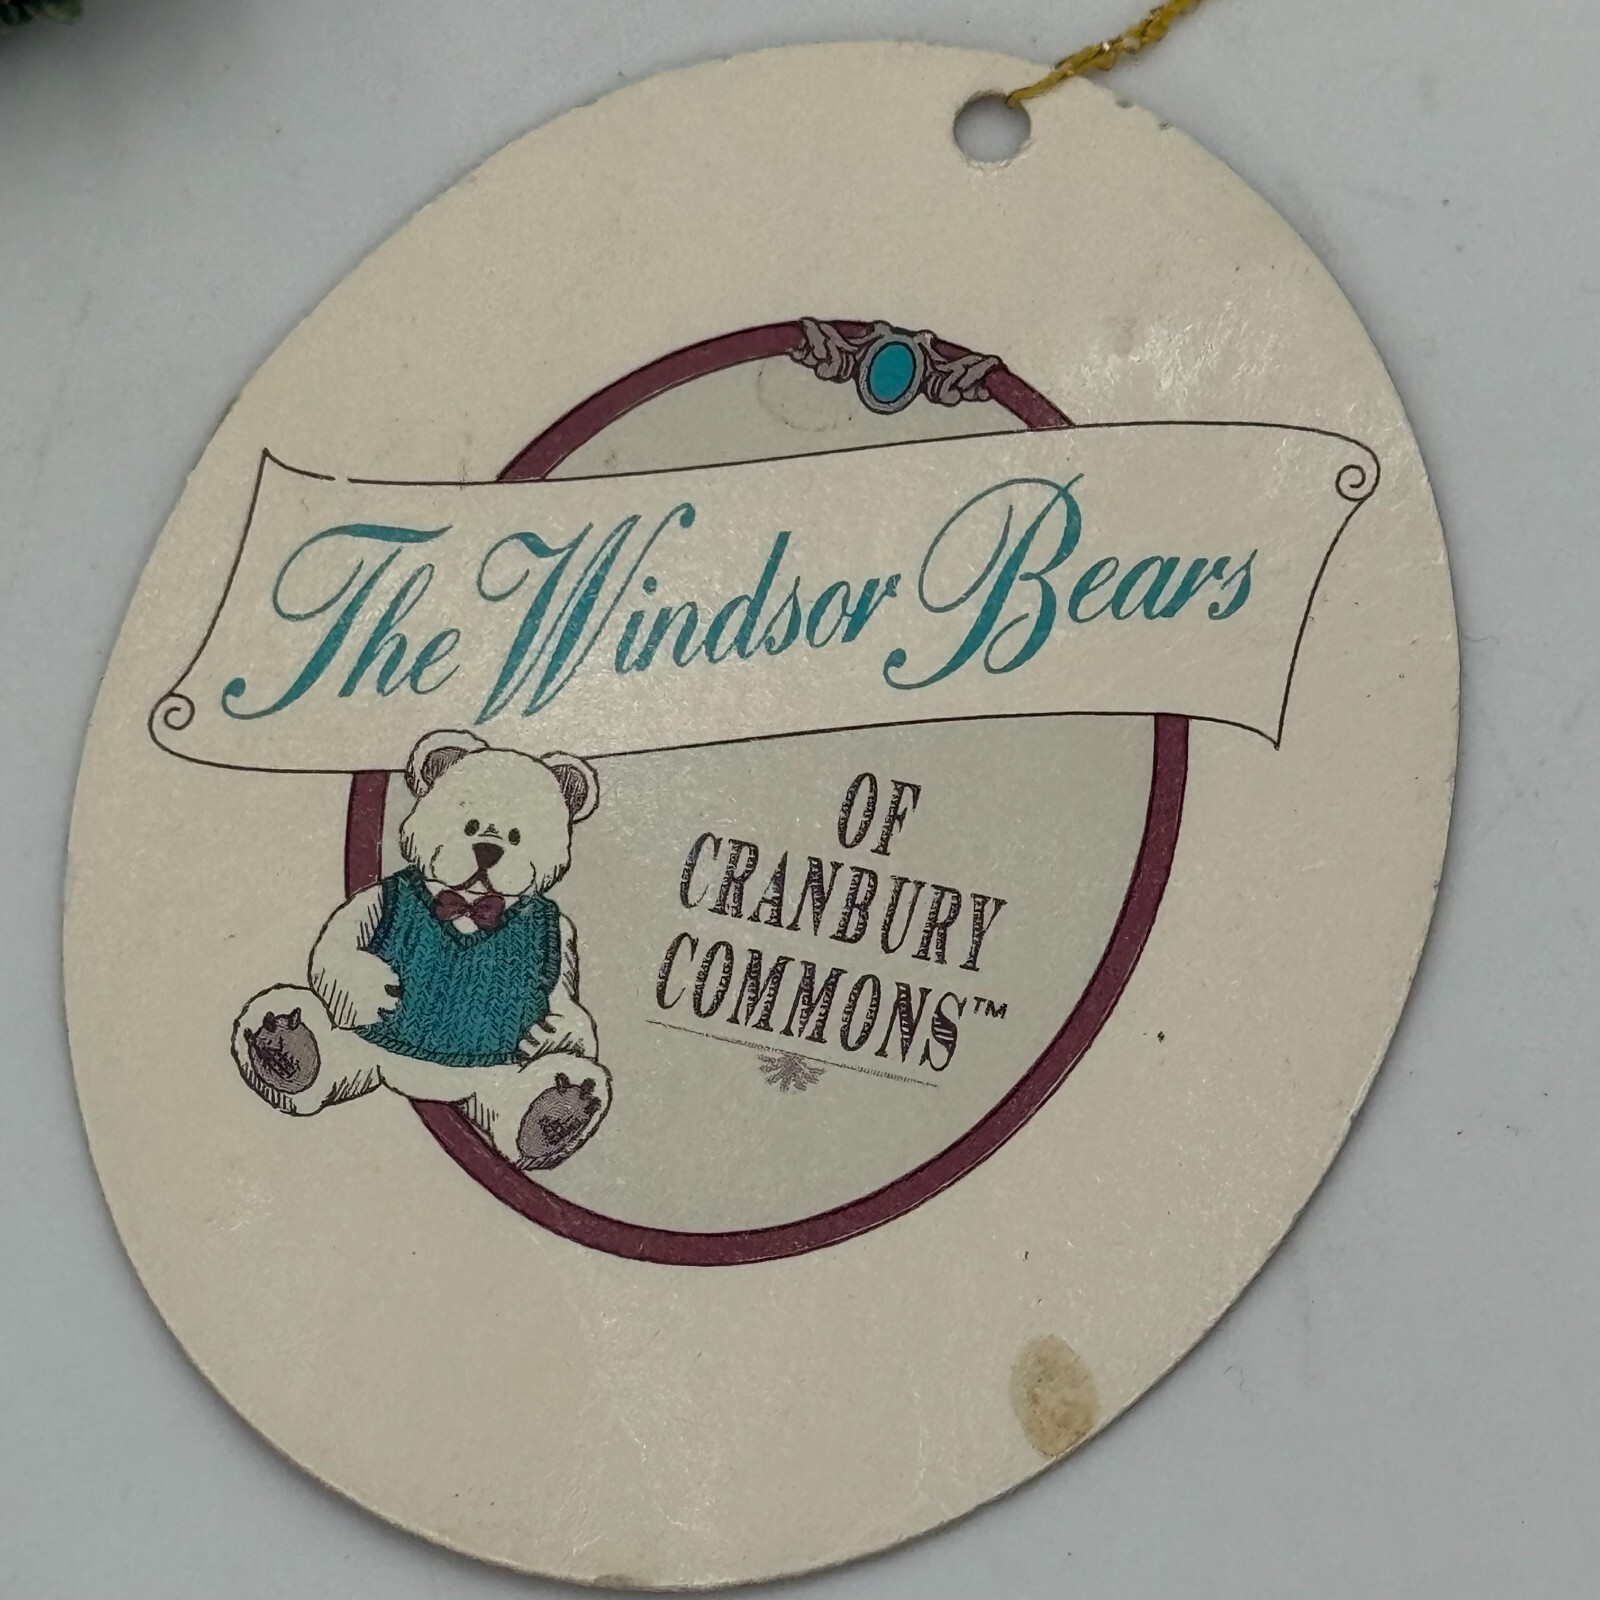 The Windsor Bears
OF
CRANBURY
COMMONS™